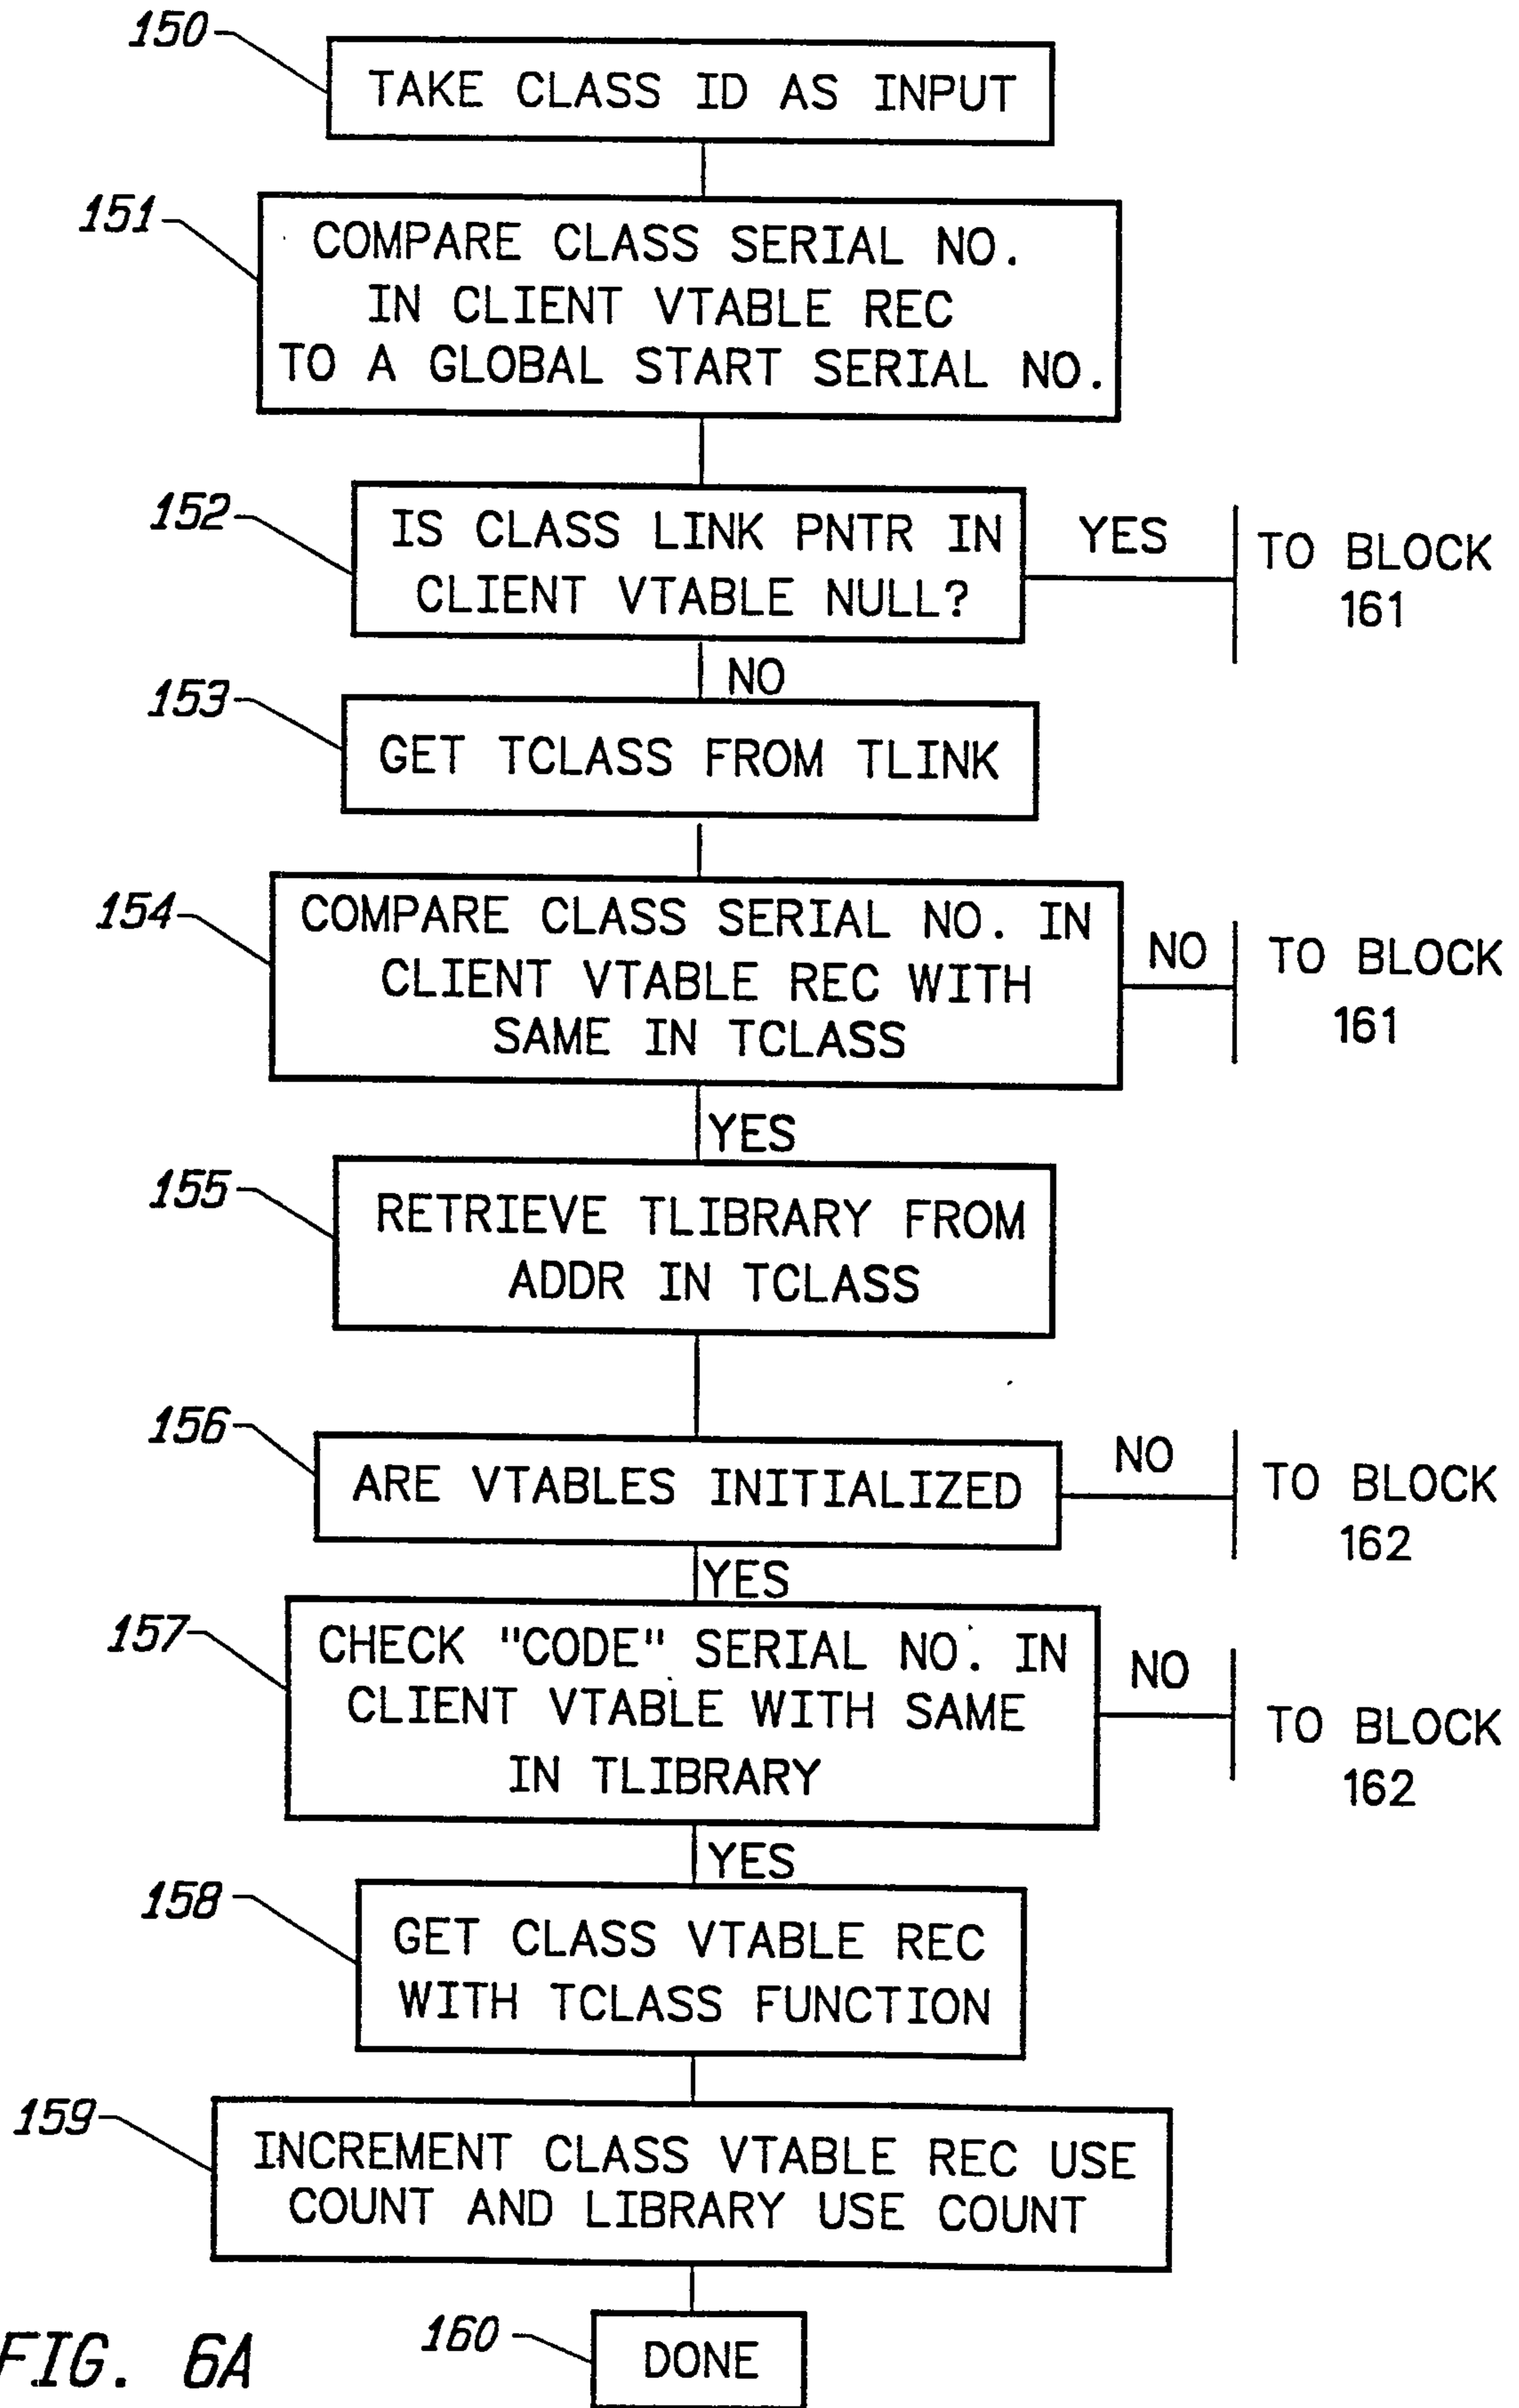 150
TAKE CLASS ID AS INPUT
151
COMPARE CLASS SERIAL NO.
IN CLIENT VTABLE REC
TO A GLOBAL START SERIAL NO.
152
IS CLASS LINK PNTR IN
CLIENT VTABLE NULL?
YES
TO BLOCK
161
NO
153
GET TCLASS FROM TLINK
154
COMPARE CLASS SERIAL NO. IN
CLIENT VTABLE REC WITH
SAME IN TCLASS
NO
TO BLOCK
161
YES
155
RETRIEVE TLIBRARY FROM
ADDR IN TCLASS
156
ARE VTABLES INITIALIZED
NO
TO BLOCK
162
YES
157
CHECK "CODE" SERIAL NO. IN
CLIENT VTABLE WITH SAME
IN TLIBRARY
NO
TO BLOCK
162
YES
158
GET CLASS VTABLE REC
WITH TCLASS FUNCTION
159
INCREMENT CLASS VTABLE REC USE
COUNT AND LIBRARY USE COUNT
160
DONE
FIG. 6A